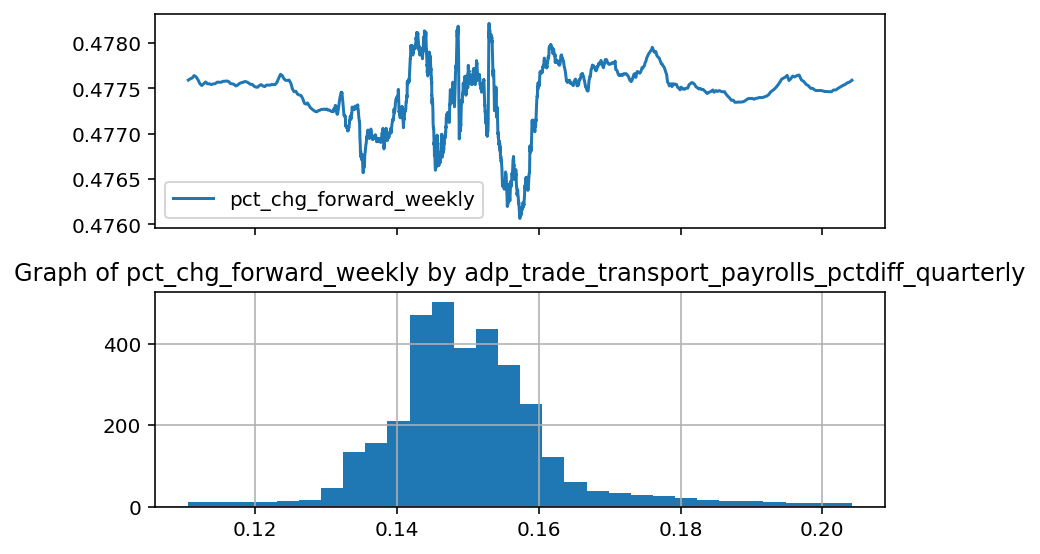 0.4780
0.4775
0.4770
0.4765
0.4760
pct_chg_forward_weekly
Graph of pct_chg_forward_weekly by adp_trade_transport_payrolls_pctdiff_quarterly
400
200
0
0.12 0.14 0.16 0.18 0.20